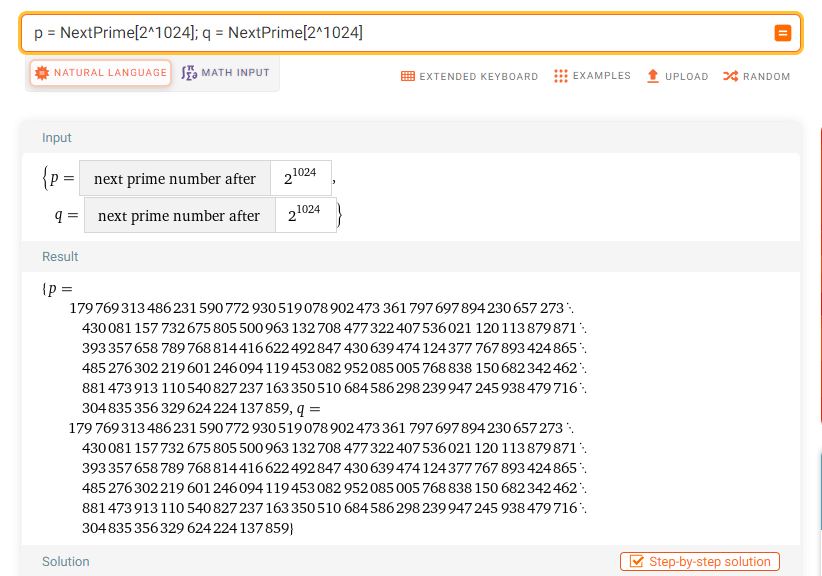 p = NextPrime[2^1024]; q = NextPrime[2^1024]
NATURAL LANGUAGE MATH INPUT EXTENDED KEYBOARD EXAMPLES UPLOAD RANDOM
Input
{p = next prime number after 2^1024,
q = next prime number after 2^1024}
Result
{p =
179 769 313 486 231 590 772 930 519 078 902 473 361 797 697 894 230 657 273⋱
430 081 157 732 675 805 500 963 132 708 477 322 407 536 021 120 113 879 871⋱
393 357 658 789 768 814 416 622 492 847 430 639 474 124 377 767 893 424 865⋱
485 276 302 219 601 246 094 119 453 082 952 085 005 768 838 150 682 342 462⋱
881 473 913 110 540 827 237 163 350 510 684 586 298 239 947 245 938 479 716⋱
304 835 356 329 624 224 137 859, q =
179 769 313 486 231 590 772 930 519 078 902 473 361 797 697 894 230 657 273⋱
430 081 157 732 675 805 500 963 132 708 477 322 407 536 021 120 113 879 871⋱
393 357 658 789 768 814 416 622 492 847 430 639 474 124 377 767 893 424 865⋱
485 276 302 219 601 246 094 119 453 082 952 085 005 768 838 150 682 342 462⋱
881 473 913 110 540 827 237 163 350 510 684 586 298 239 947 245 938 479 716⋱
304 835 356 329 624 224 137 859}
Solution Step-by-step solution